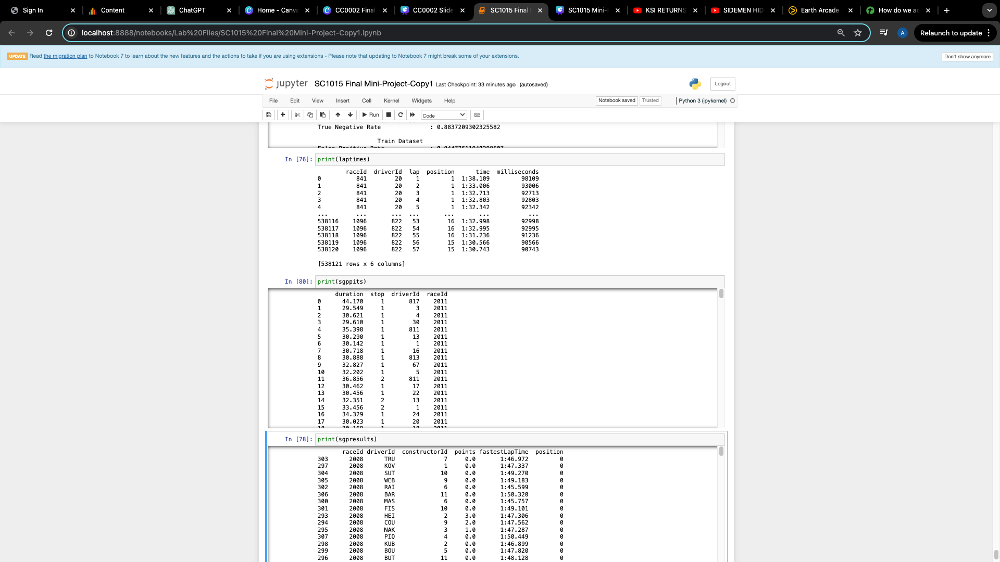 Sign In
Content
ChatGPT
Home - Canva
CC0002 Final
CC0002 Slide
SC1015 Final
SC1015 Mini-
KSI RETURNS
SIDEMEN HID
Earth Arcade
How do we ac
localhost:8888/notebooks/Lab%20Files/SC1015%20Final%20Mini-Project-Copy1.ipynb
A
Relaunch to update
UPDATE Read the migration plan to Notebook 7 to learn about the new features and the actions to take if you are using extensions - Please note that updating to Notebook 7 might break some of your extensions.
Don't show anymore
jupyter SC1015 Final Mini-Project-Copy1 Last Checkpoint: 33 minutes ago (autosaved)
Logout
File Edit View Insert Cell Kernel Widgets Help
Notebook saved Trusted Python 3 (ipykernel)
Run Code
True Negative Rate : 0.8837209302325582
Train Dataset
False Positive Rate : 0.04477611940298507
In [76]: print(laptimes)
raceId driverId lap position time milliseconds
0 841 20 1 1 1:38.109 98109
1 841 20 2 1 1:33.006 93006
2 841 20 3 1 1:32.713 92713
3 841 20 4 1 1:32.803 92803
4 841 20 5 1 1:32.342 92342
... ... ... ... ... ... ...
538116 1096 822 53 16 1:32.998 92998
538117 1096 822 54 16 1:32.995 92995
538118 1096 822 55 16 1:31.236 91236
538119 1096 822 56 15 1:30.566 90566
538120 1096 822 57 15 1:30.743 90743
[538121 rows x 6 columns]
In [80]: print(sgppits)
duration stop driverId raceId
0 44.170 1 817 2011
1 29.549 1 3 2011
2 30.621 1 4 2011
3 29.610 1 30 2011
4 35.398 1 811 2011
5 30.290 1 13 2011
6 30.142 1 1 2011
7 30.718 1 16 2011
8 30.888 1 813 2011
9 32.827 1 67 2011
10 32.202 1 5 2011
11 36.856 2 811 2011
12 30.462 1 17 2011
13 30.456 1 22 2011
14 32.351 2 13 2011
15 33.456 2 1 2011
16 34.329 1 24 2011
17 30.023 1 20 2011
18 30.169 1 18 2011
In [78]: print(sgpresults)
raceId driverId constructorId points fastestLapTime position
303 2008 TRU 7 0.0 1:46.972 0
297 2008 KOV 1 0.0 1:47.337 0
304 2008 SUT 10 0.0 1:49.270 0
305 2008 WEB 9 0.0 1:49.183 0
302 2008 RAI 6 0.0 1:45.599 0
306 2008 BAR 11 0.0 1:50.320 0
300 2008 MAS 6 0.0 1:45.757 0
301 2008 FIS 10 0.0 1:49.101 0
293 2008 HEI 2 3.0 1:47.306 0
294 2008 COU 9 2.0 1:47.562 0
295 2008 NAK 3 1.0 1:47.287 0
307 2008 PIQ 4 0.0 1:50.449 0
298 2008 KUB 2 0.0 1:46.899 0
299 2008 BOU 5 0.0 1:47.820 0
296 2008 BUT 11 0.0 1:48.128 0